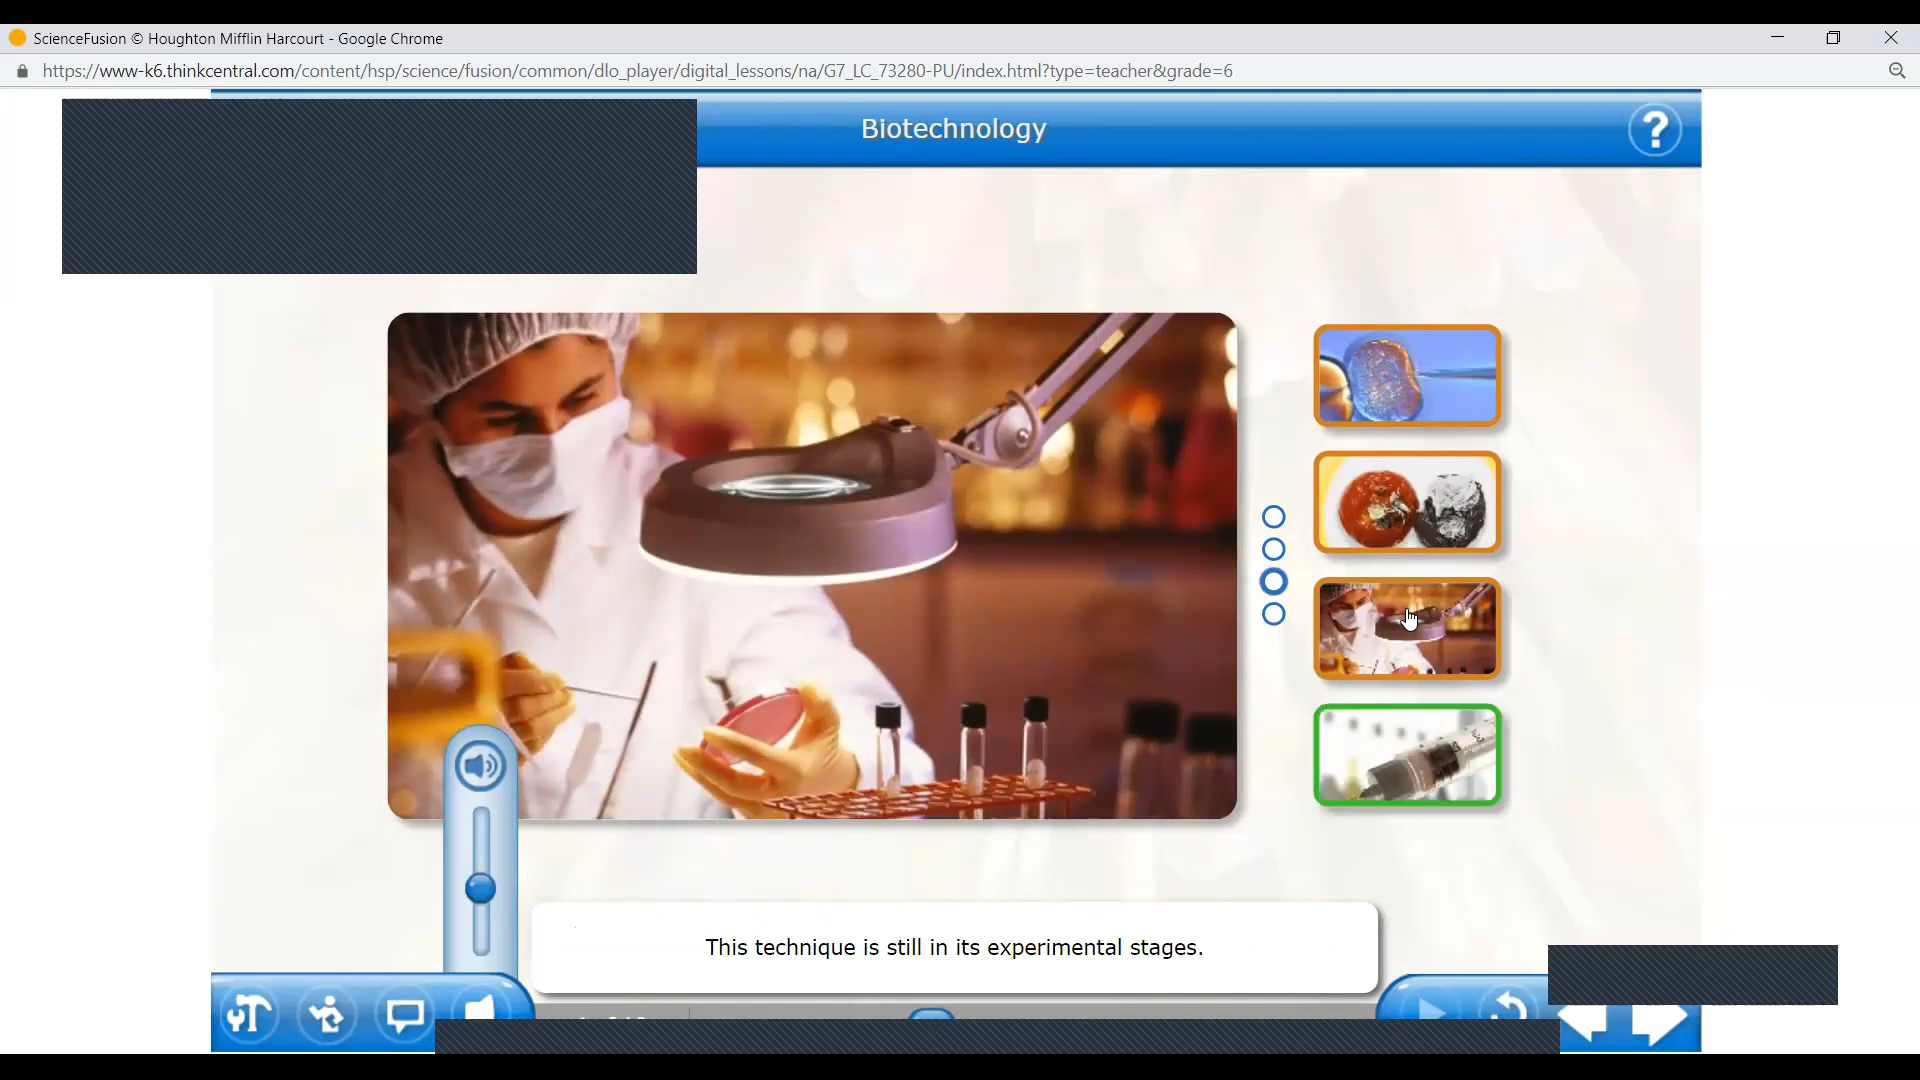 ScienceFusion © Houghton Mifflin Harcourt - Google Chrome
https://www-k6.thinkcentral.com/content/hsp/science/fusion/common/dlo_player/digital_lessons/na/G7_LC_73280-PU/index.html?type=teacher&grade=6
Biotechnology
?
This technique is still in its experimental stages.